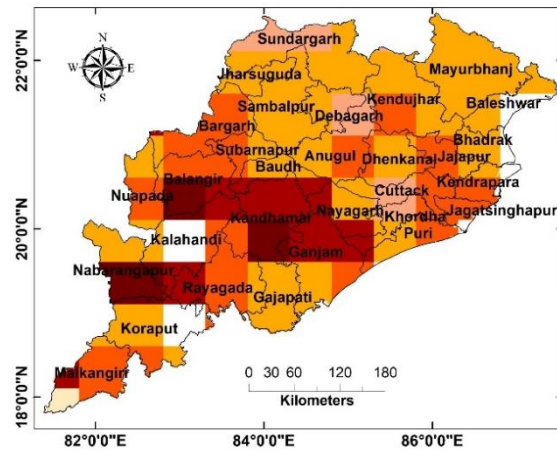 N
W E
S
22°0'0"N
20°0'0"N
18°0'0"N
Sundargarh
Jharsuguda
Mayurbhanj
Sambalpur
Kendujhar
Baleshwar
Debagarh
Bargarh
Bhadrak
Subarnapur
Anugul
Dhenkanal
Jajapur
Balangir
Baudh
Kendrapara
Nuapada
Cuttack
Kandhamal
Nayagarh
Khordha
Jagatsinghapur
Kalahandi
Puri
Ganjam
Nabarangapur
Rayagada
Gajapati
Koraput
Malkangiri
0 30 60 120 180
Kilometers
82°0'0"E 84°0'0"E 86°0'0"E